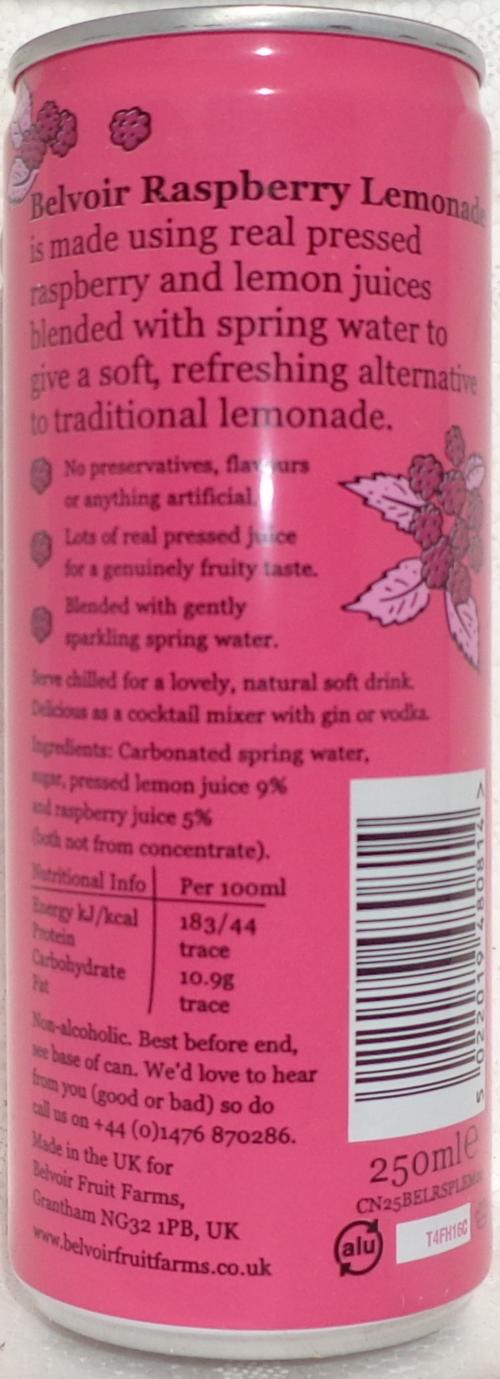 Belvoir Raspberry Lemonade
is made using real pressed
raspberry and lemon juices
blended with spring water to
give a soft, refreshing alternative
to traditional lemonade.
No preservatives, flavours
or anything artificial.
Lots of real pressed juice
for a genuinely fruity taste.
Blended with gently
sparkling spring water.
Serve chilled for a lovely, natural soft drink.
Delicious as a cocktail mixer with gin or vodka.
Ingredients: Carbonated spring water,
sugar, pressed lemon juice 9%
and raspberry juice 5%
(both not from concentrate).
Nutritional Info Per 100ml
Energy kJ/kcal 183/44
Protein trace
Carbohydrate 10.9g
Fat trace
Non-alcoholic. Best before end,
see base of can. We'd love to hear
from you (good or bad) so do
call us on +44 (0)1476 870286.
Made in the UK for
Belvoir Fruit Farms,
Grantham NG32 1PB, UK
www.belvoirfruitfarms.co.uk
5 022019 480814 >
250ml e
alu
T4FH16C